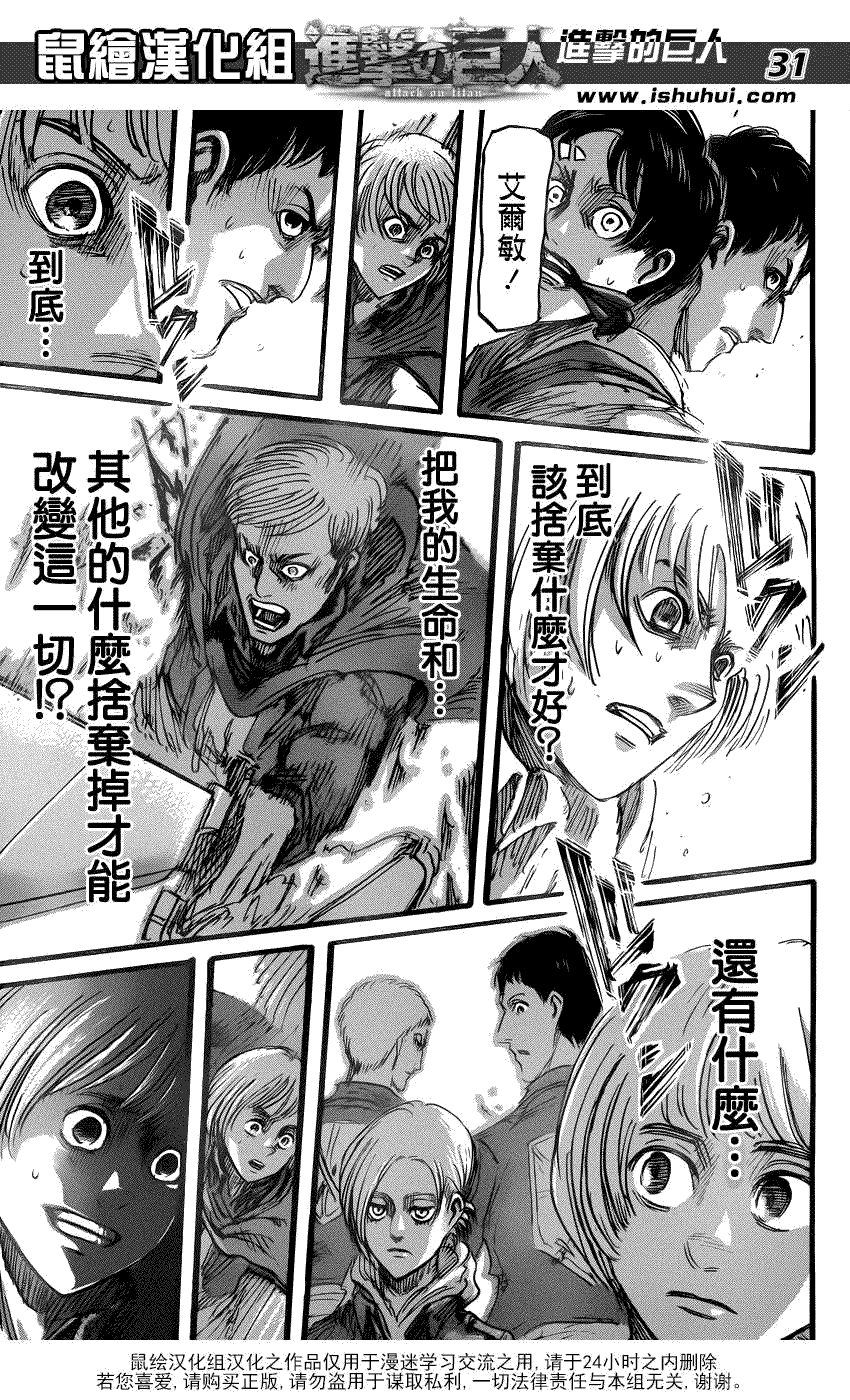 鼠繪漢化組
進撃の巨人
attack on titan
進擊的巨人
31
www.ishuhui.com
艾爾敏！
到底…
到底
該捨棄什麼才好？
把我的生命和…
其他的什麼捨棄掉才能
改變這一切!?
還有什麼…
鼠绘汉化组汉化之作品仅用于漫迷学习交流之用,请于24小时之内删除
若您喜爱,请购买正版,请勿盗用于谋取私利,一切法律责任与本组无关,谢谢。